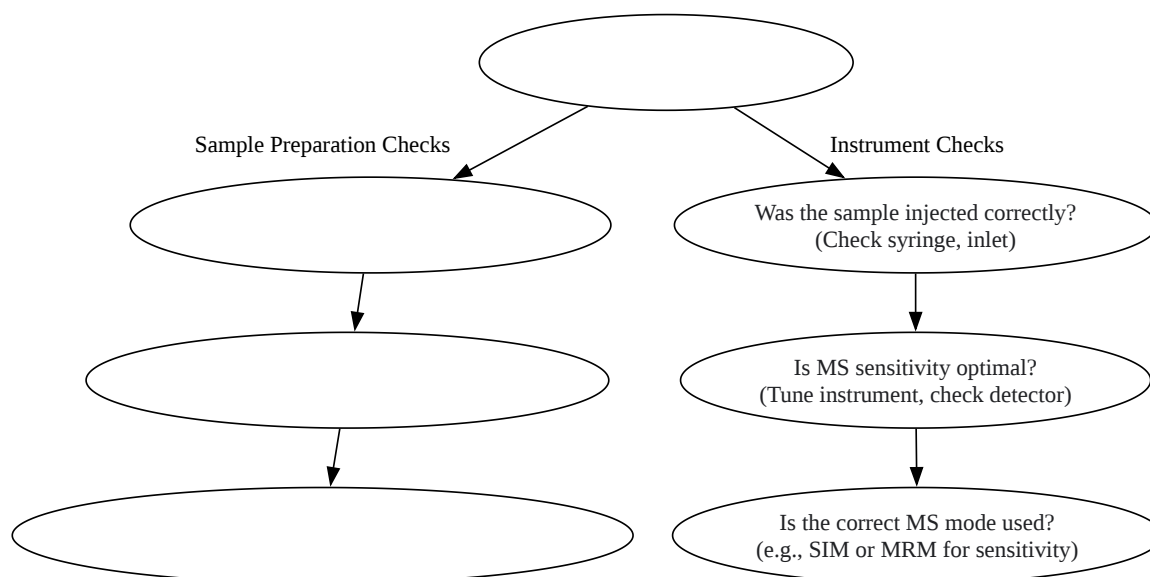 Sample Preparation Checks
Instrument Checks
Was the sample injected correctly?
(Check syringe, inlet)
Is MS sensitivity optimal?
(Tune instrument, check detector)
Is the correct MS mode used?
(e.g., SIM or MRM for sensitivity)